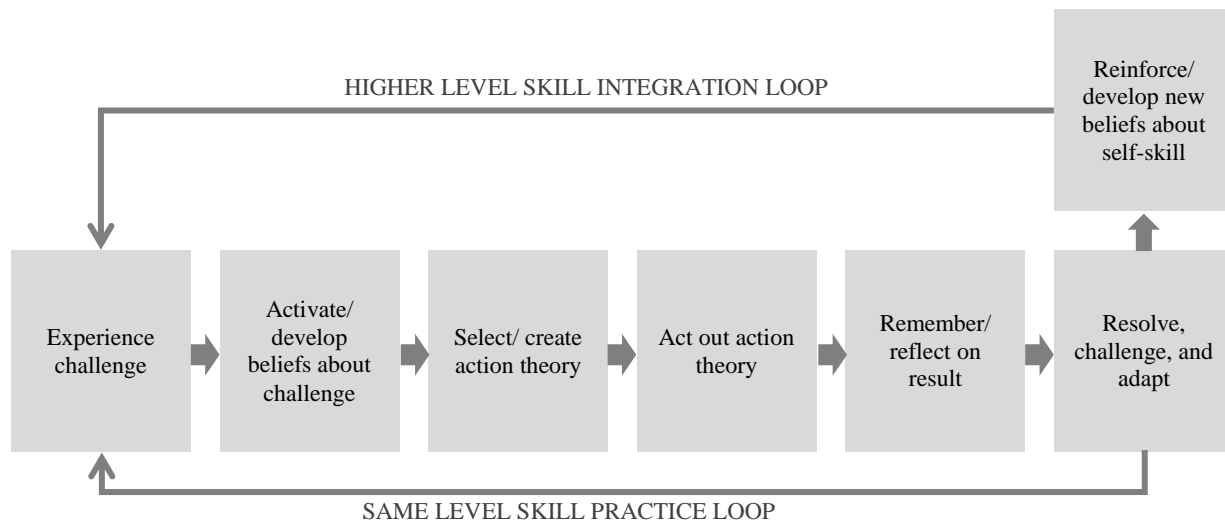 Reinforce/
develop new
beliefs about
self-skill
HIGHER LEVEL SKILL INTEGRATION LOOP
Experience
challenge
Activate/
develop
beliefs about
challenge
Select/ create
action theory
Act out action
theory
Remember/
reflect on
result
Resolve,
challenge, and
adapt
SAME LEVEL SKILL PRACTICE LOOP